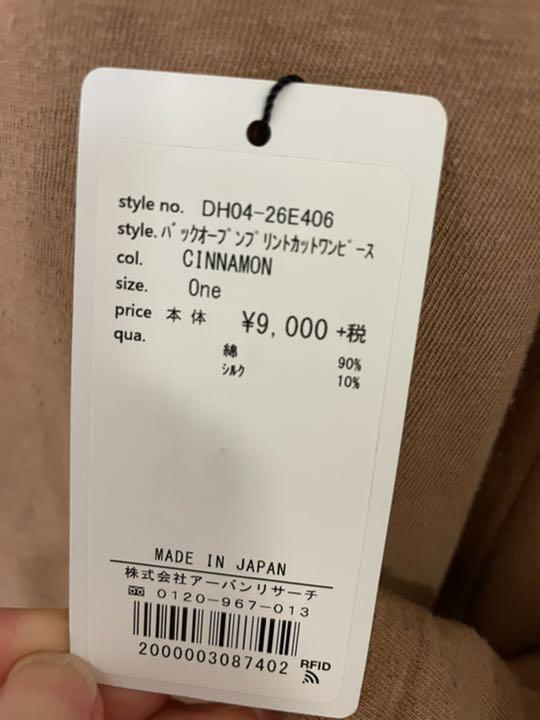 style no. DH04-26E406
style. ﾊﾞｯｸｵｰﾌﾟﾝﾌﾟﾘﾝﾄｶｯﾄﾜﾝﾋﾟｰｽ
col. CINNAMON
size. One
price 本体 ¥9,000 +税
qua.
綿 90%
ｼﾙｸ 10%
MADE IN JAPAN
株式会社アーバンリサーチ
0120-967-013
2000003087402
RFID